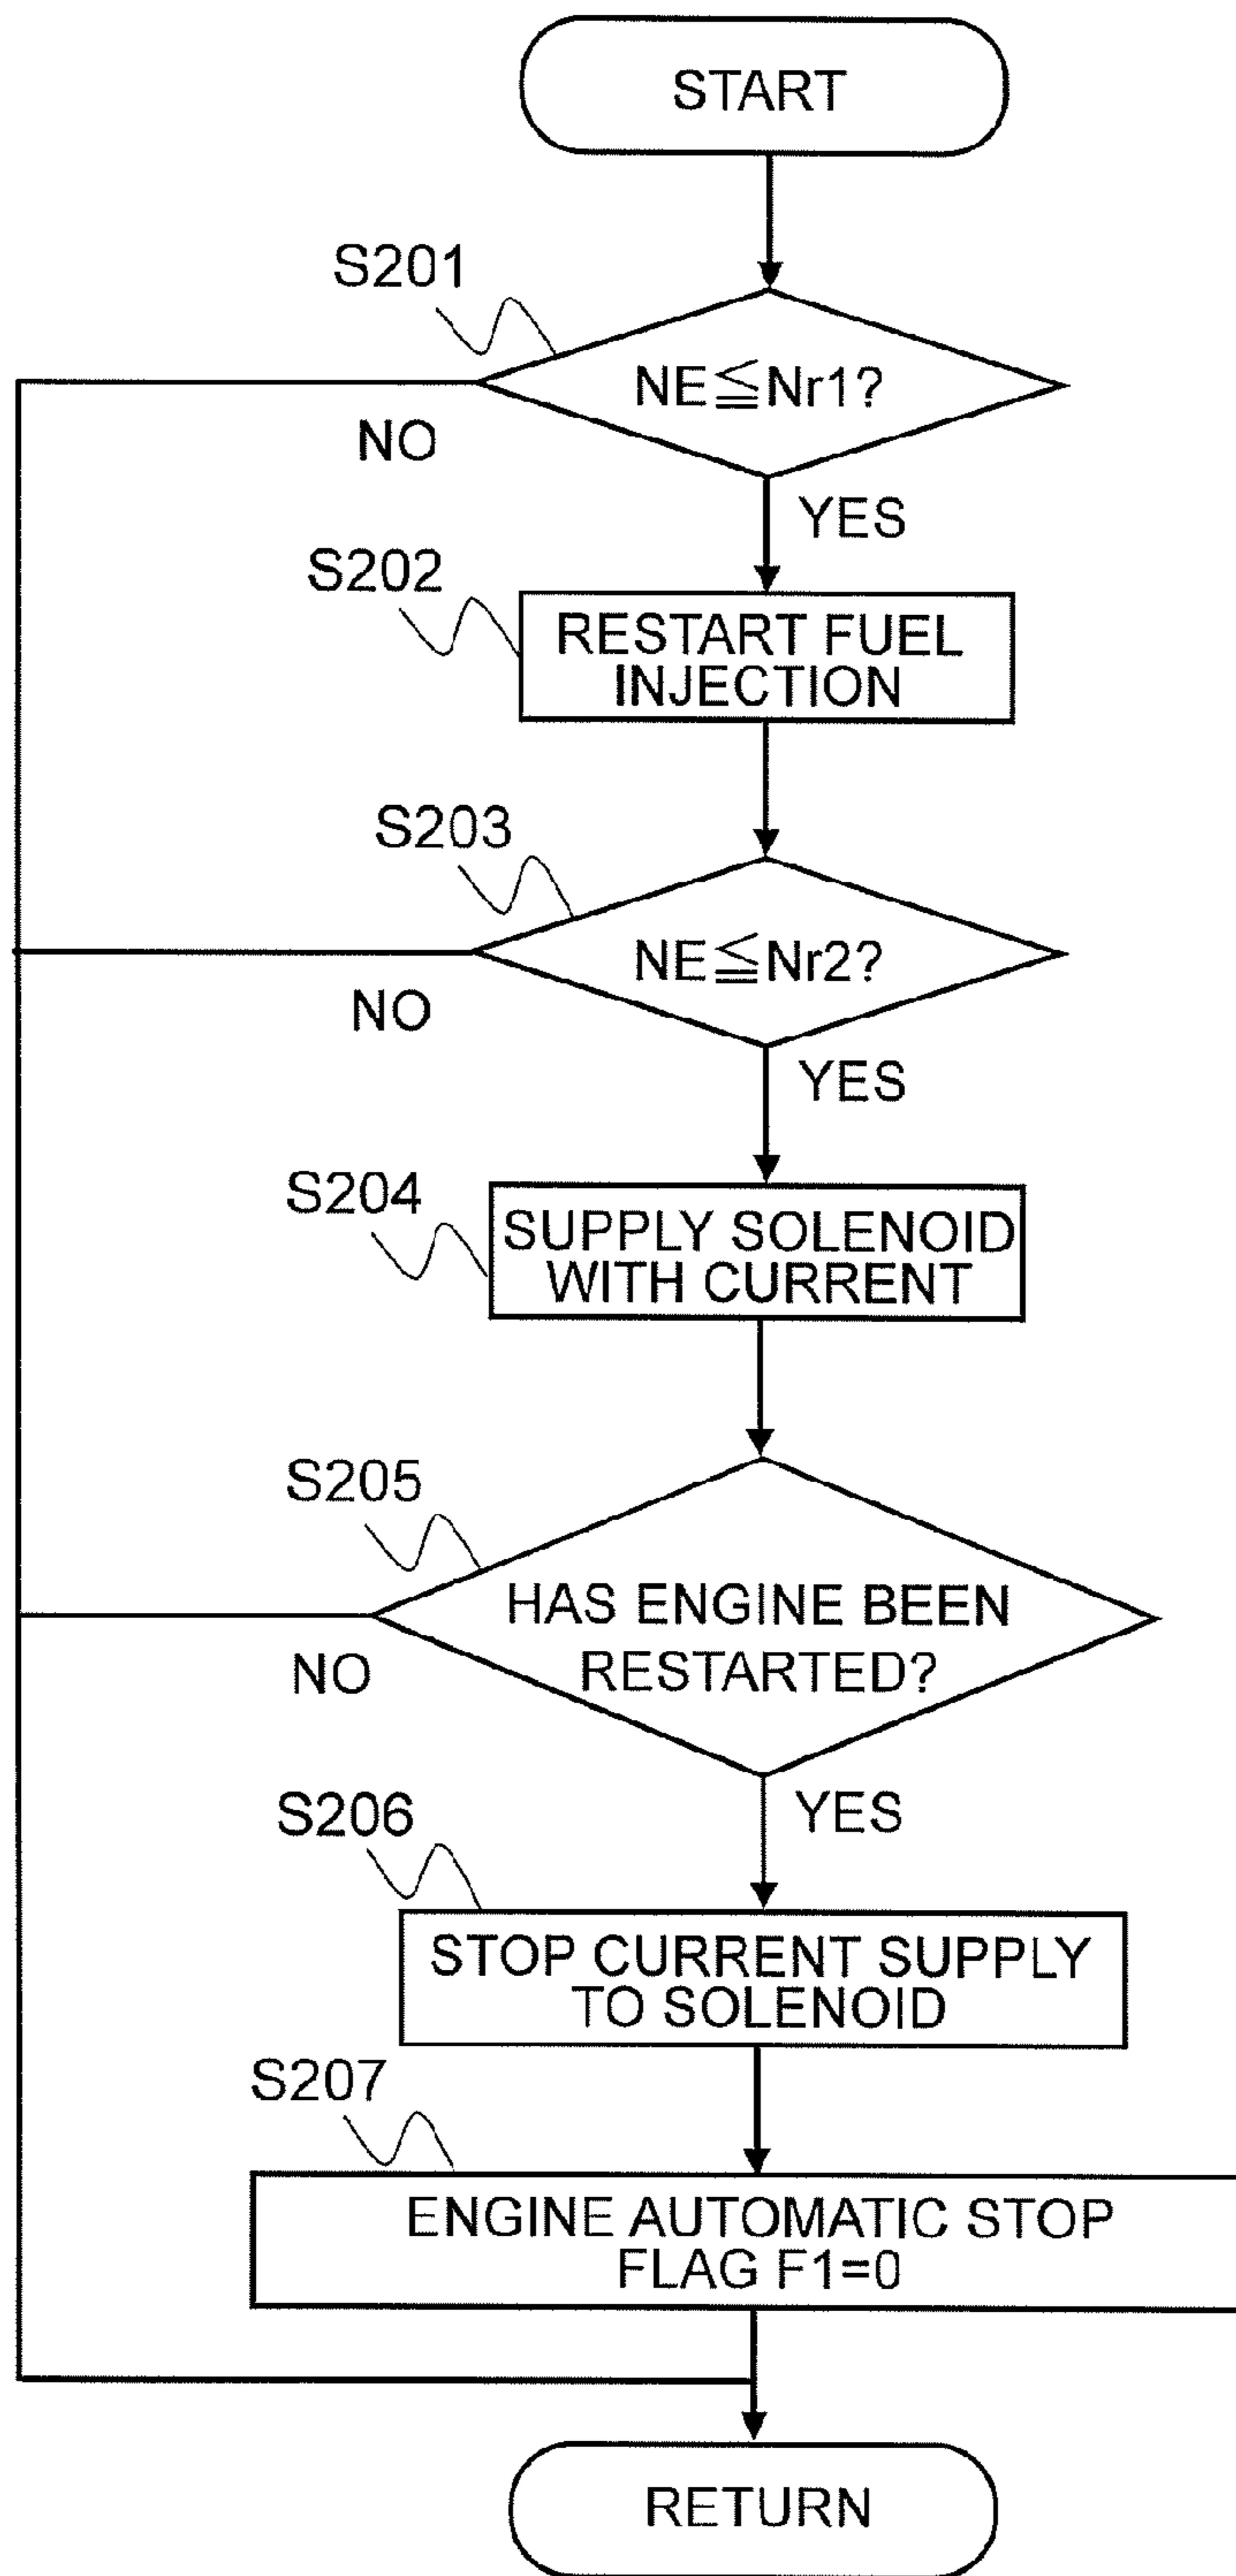 START
S201
NE≦Nr1?
NO
YES
S202
RESTART FUEL
INJECTION
S203
NE≦Nr2?
NO
YES
S204
SUPPLY SOLENOID
WITH CURRENT
S205
HAS ENGINE BEEN
RESTARTED?
NO
YES
S206
STOP CURRENT SUPPLY
TO SOLENOID
S207
ENGINE AUTOMATIC STOP
FLAG F1=0
RETURN